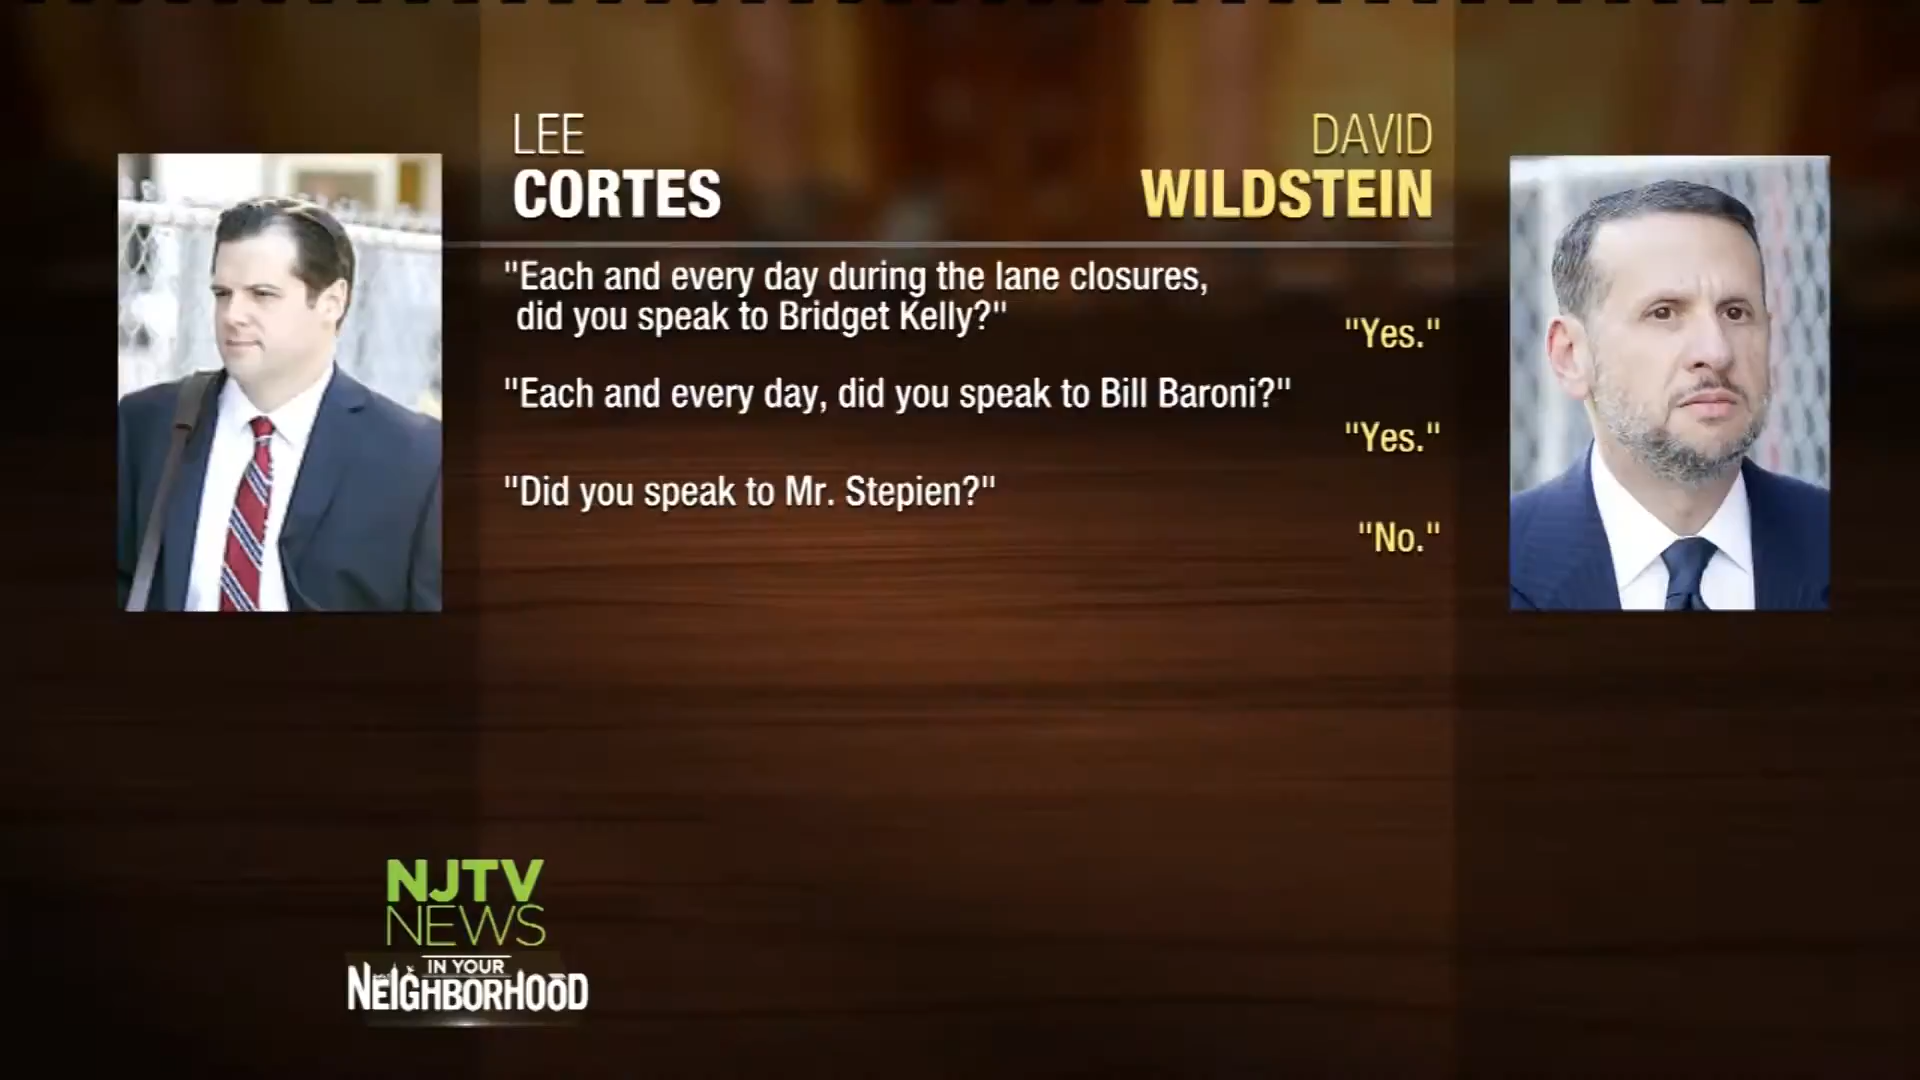 LEE
CORTES
DAVID
WILDSTEIN
"Each and every day during the lane closures,
did you speak to Bridget Kelly?"
"Yes."
"Each and every day, did you speak to Bill Baroni?"
"Yes."
"Did you speak to Mr. Stepien?"
"No."
NJTV
NEWS
IN YOUR
NEIGHBORHOOD